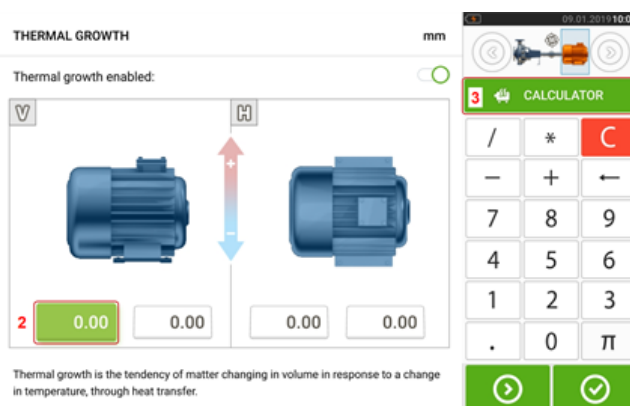 09.01.2019 10:0
THERMAL GROWTH mm
Thermal growth enabled:
V H
+
-
2 0.00 0.00 0.00 0.00
Thermal growth is the tendency of matter changing in volume in response to a change
in temperature, through heat transfer.
3 CALCULATOR
/ * C
− + ←
7 8 9
4 5 6
1 2 3
. 0 π